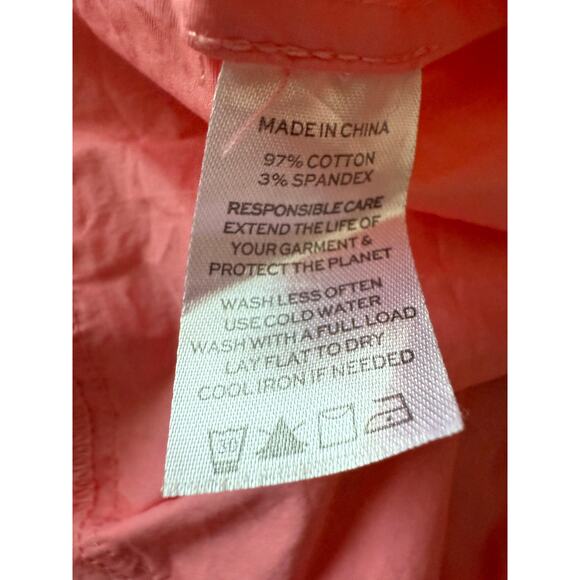 MADE IN CHINA
97% COTTON
3% SPANDEX
RESPONSIBLE CARE
EXTEND THE LIFE OF
YOUR GARMENT &
PROTECT THE PLANET
WASH LESS OFTEN
USE COLD WATER
WASH WITH A FULL LOAD
LAY FLAT TO DRY
COOL IRON IF NEEDED
30